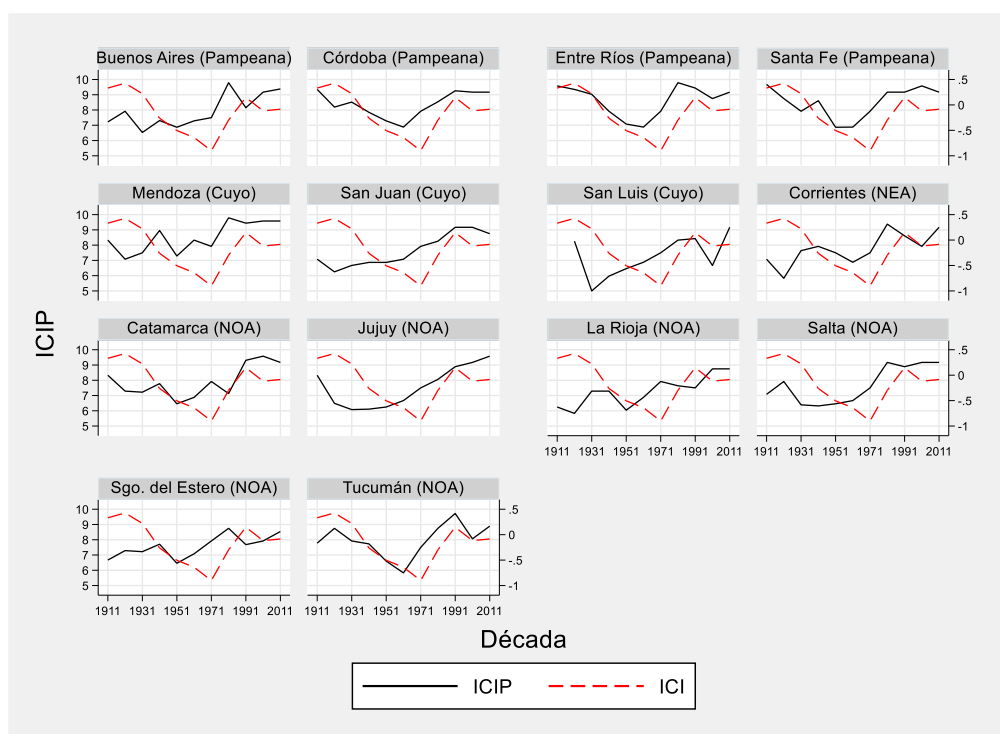 Buenos Aires (Pampeana) Córdoba (Pampeana) Entre Ríos (Pampeana) Santa Fe (Pampeana)
10 .5
9 0
8
7 -.5
6
5 -1
Mendoza (Cuyo) San Juan (Cuyo) San Luis (Cuyo) Corrientes (NEA)
10 .5
9 0
8
7 -.5
6
5 -1
ICIP
Catamarca (NOA) Jujuy (NOA) La Rioja (NOA) Salta (NOA)
10 .5
9 0
8
7 -.5
6
5 -1
1911 1931 1951 1971 1991 2011 1911 1931 1951 1971 1991 2011
Sgo. del Estero (NOA) Tucumán (NOA)
10 .5
9 0
8
7 -.5
6
5 -1
1911 1931 1951 1971 1991 2011 1911 1931 1951 1971 1991 2011
Década
ICIP ICI